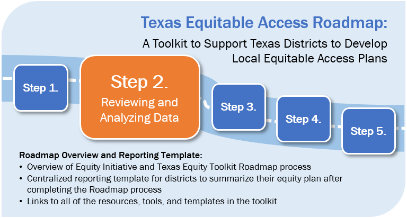 Texas Equitable Access Roadmap:
A Toolkit to Support Texas Districts to Develop
Local Equitable Access Plans
Step 1.
Step 2.
Reviewing and
Analyzing Data
Step 3.
Step 4.
Step 5.
Roadmap Overview and Reporting Template:
• Overview of Equity Initiative and Texas Equity Toolkit Roadmap process
• Centralized reporting template for districts to summarize their equity plan after
completing the Roadmap process
• Links to all of the resources, tools, and templates in the toolkit